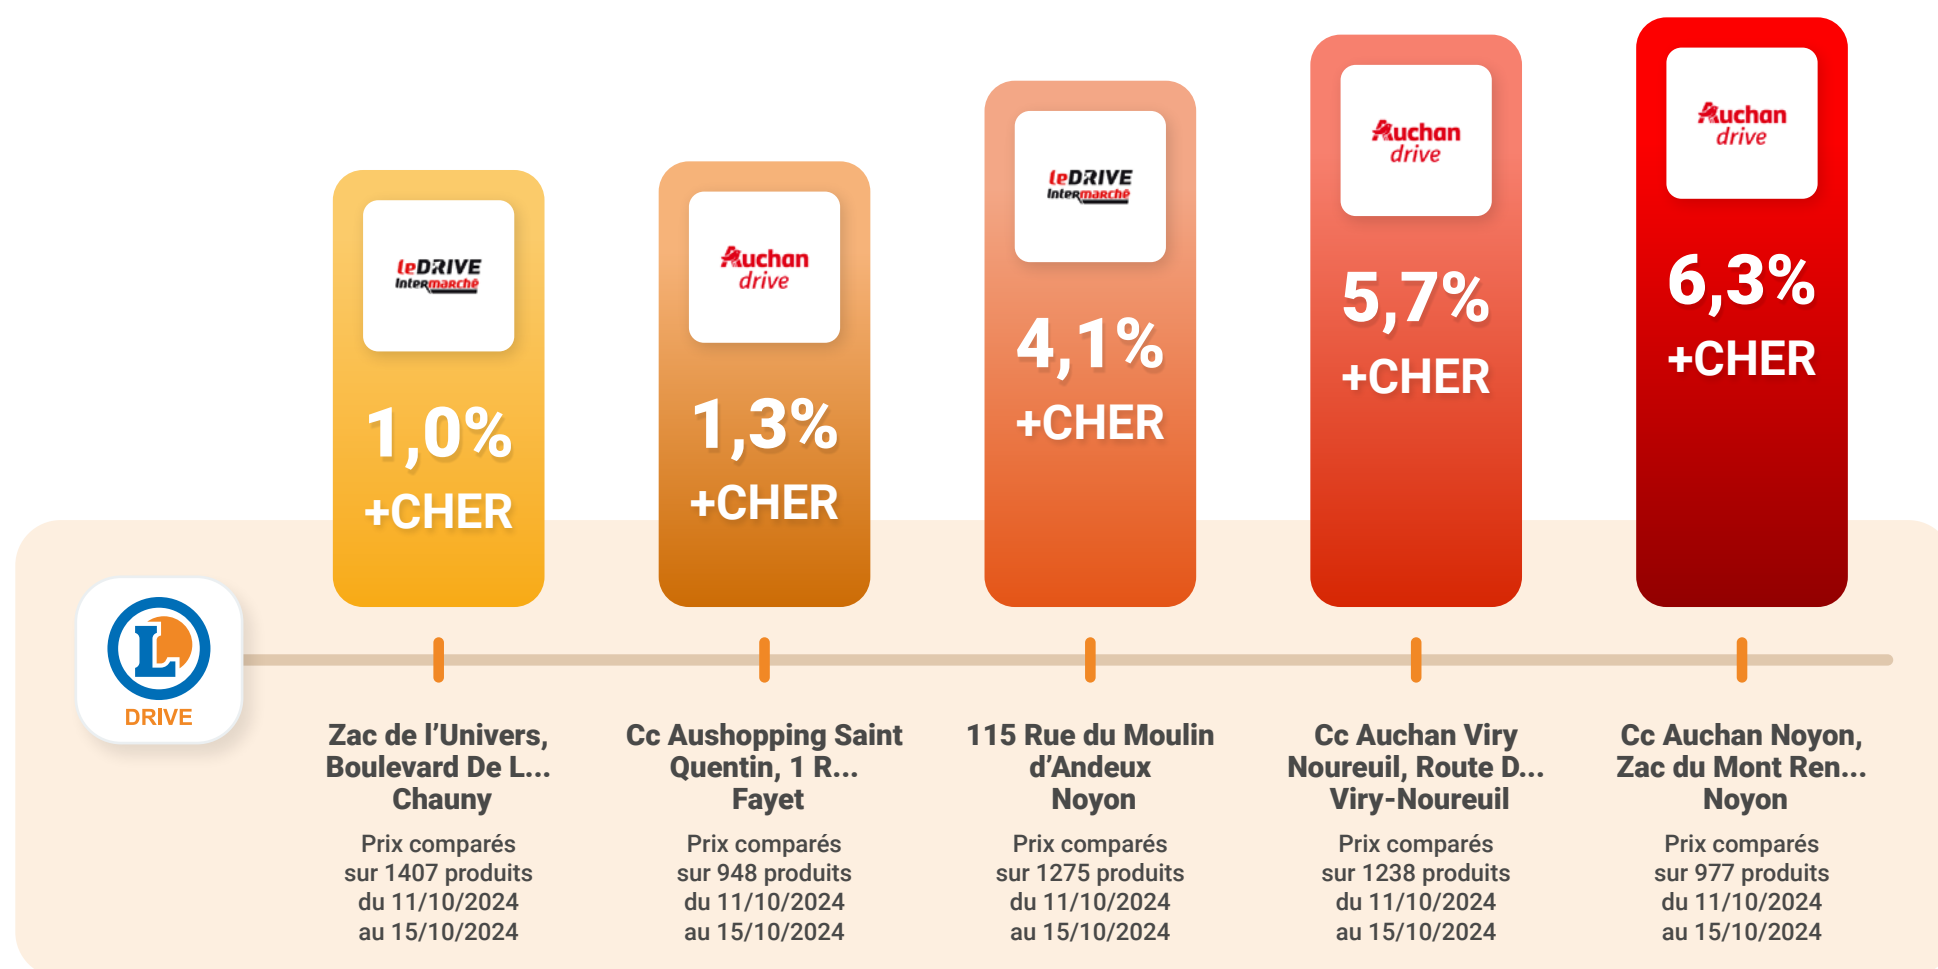 leDRIVE
Intermarché
1,0%
+CHER
Auchan
drive
1,3%
+CHER
leDRIVE
Intermarché
4,1%
+CHER
Auchan
drive
5,7%
+CHER
Auchan
drive
6,3%
+CHER
L
DRIVE
Zac de l’Univers,
Boulevard De L...
Chauny
Prix comparés
sur 1407 produits
du 11/10/2024
au 15/10/2024
Cc Aushopping Saint
Quentin, 1 R...
Fayet
Prix comparés
sur 948 produits
du 11/10/2024
au 15/10/2024
115 Rue du Moulin
d’Andeux
Noyon
Prix comparés
sur 1275 produits
du 11/10/2024
au 15/10/2024
Cc Auchan Viry
Noureuil, Route D...
Viry-Noureuil
Prix comparés
sur 1238 produits
du 11/10/2024
au 15/10/2024
Cc Auchan Noyon,
Zac du Mont Ren...
Noyon
Prix comparés
sur 977 produits
du 11/10/2024
au 15/10/2024